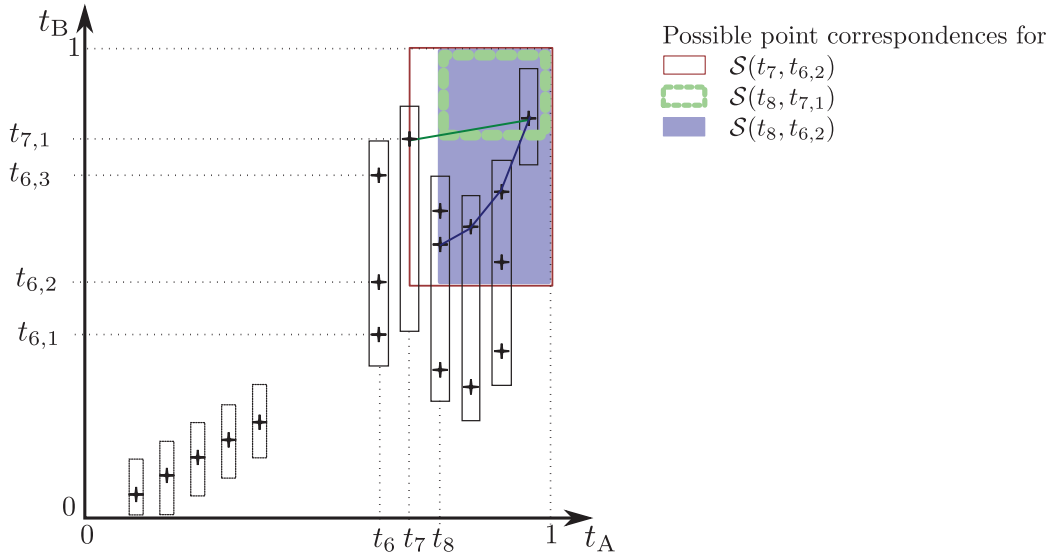 t_B
1
Possible point correspondences for
S(t_7, t_{6,2})
S(t_8, t_{7,1})
S(t_8, t_{6,2})
t_{7,1}
t_{6,3}
t_{6,2}
t_{6,1}
0
0 t_6 t_7 t_8 1 t_A